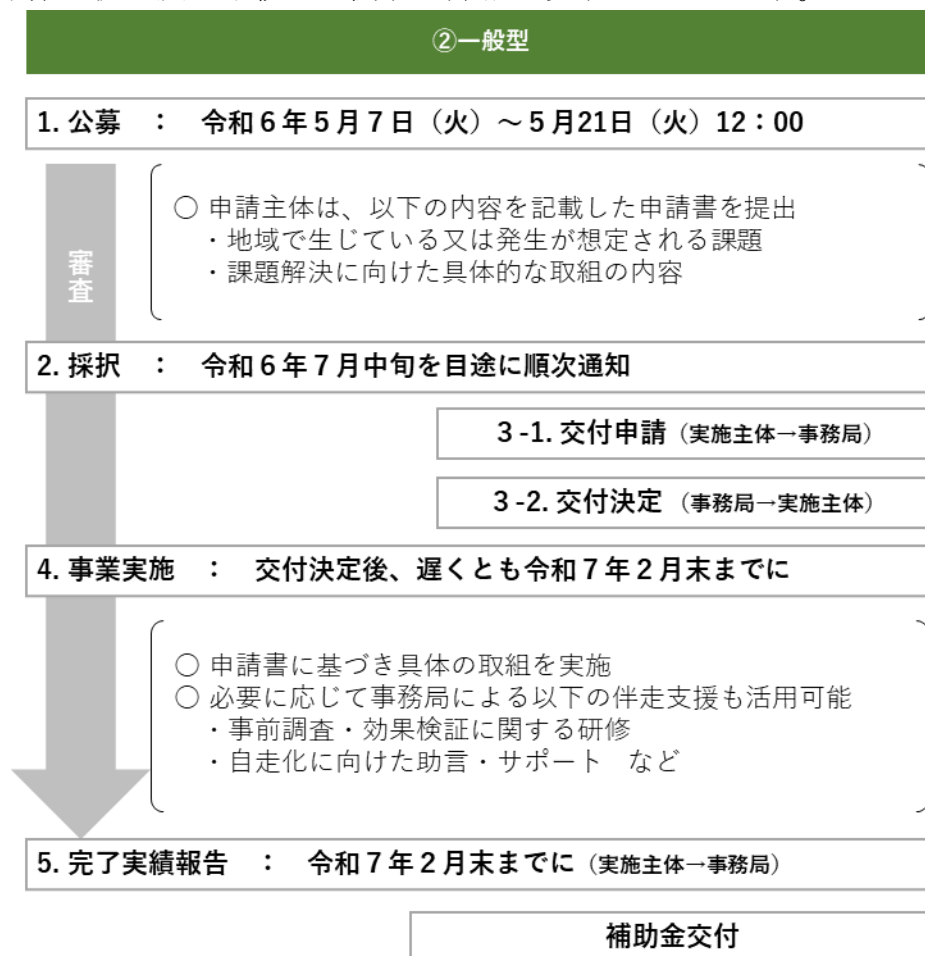 ②一般型
1. 公募 ： 令和６年５月７日（火）～５月21日（火）12：00
○ 申請主体は、以下の内容を記載した申請書を提出
・地域で生じている又は発生が想定される課題
・課題解決に向けた具体的な取組の内容
審査
2. 採択 ： 令和６年７月中旬を目途に順次通知
３-1. 交付申請（実施主体→事務局）
３-2. 交付決定（事務局→実施主体）
4. 事業実施 ： 交付決定後、遅くとも令和７年２月末までに
○ 申請書に基づき具体の取組を実施
○ 必要に応じて事務局による以下の伴走支援も活用可能
・事前調査・効果検証に関する研修
・自走化に向けた助言・サポート など
5. 完了実績報告 ： 令和７年２月末までに（実施主体→事務局）
補助金交付